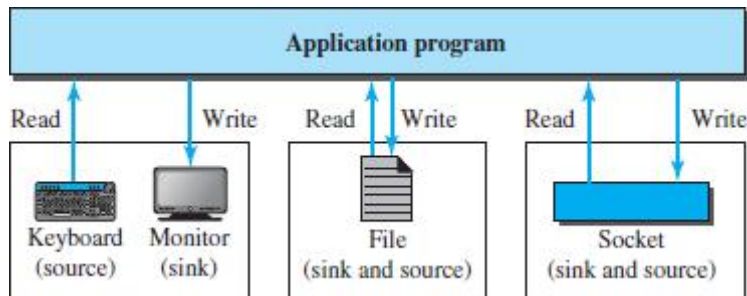 Application program
Read Write Read Write Read Write
Keyboard Monitor File Socket
(source) (sink) (sink and source) (sink and source)